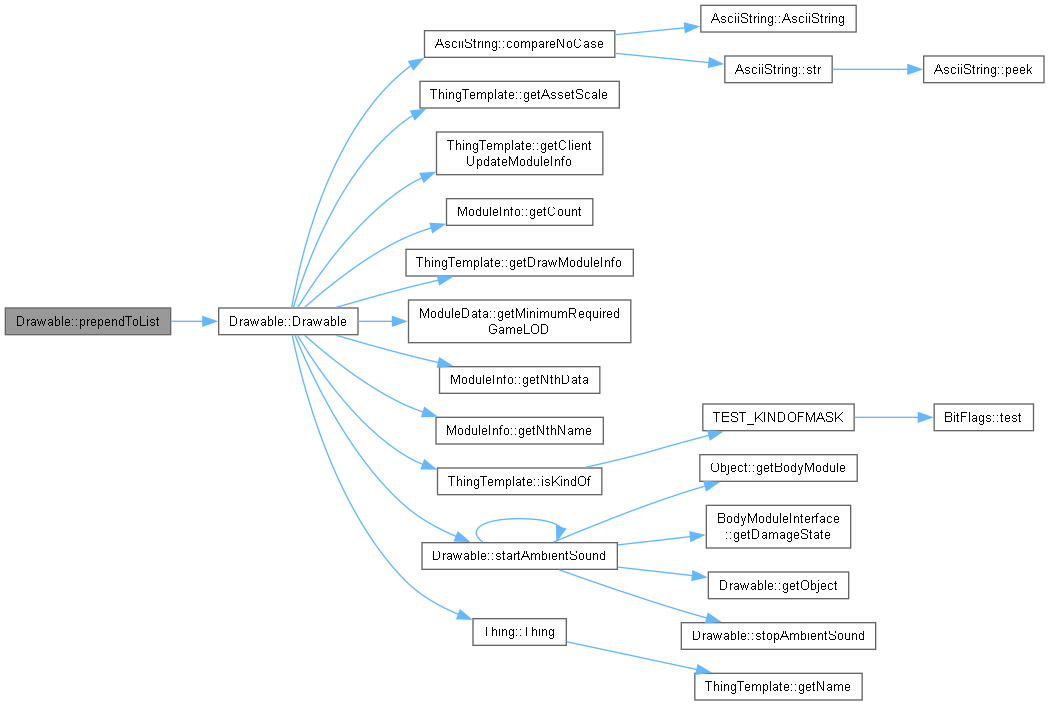 AsciiString::AsciiString
AsciiString::compareNoCase
AsciiString::str
AsciiString::peek
ThingTemplate::getAssetScale
ThingTemplate::getClient
UpdateModuleInfo
ModuleInfo::getCount
ThingTemplate::getDrawModuleInfo
Drawable::prependToList
Drawable::Drawable
ModuleData::getMinimumRequired
GameLOD
ModuleInfo::getNthData
ModuleInfo::getNthName
TEST_KINDOFMASK
BitFlags::test
ThingTemplate::isKindOf
Object::getBodyModule
BodyModuleInterface
::getDamageState
Drawable::startAmbientSound
Drawable::getObject
Thing::Thing
Drawable::stopAmbientSound
ThingTemplate::getName